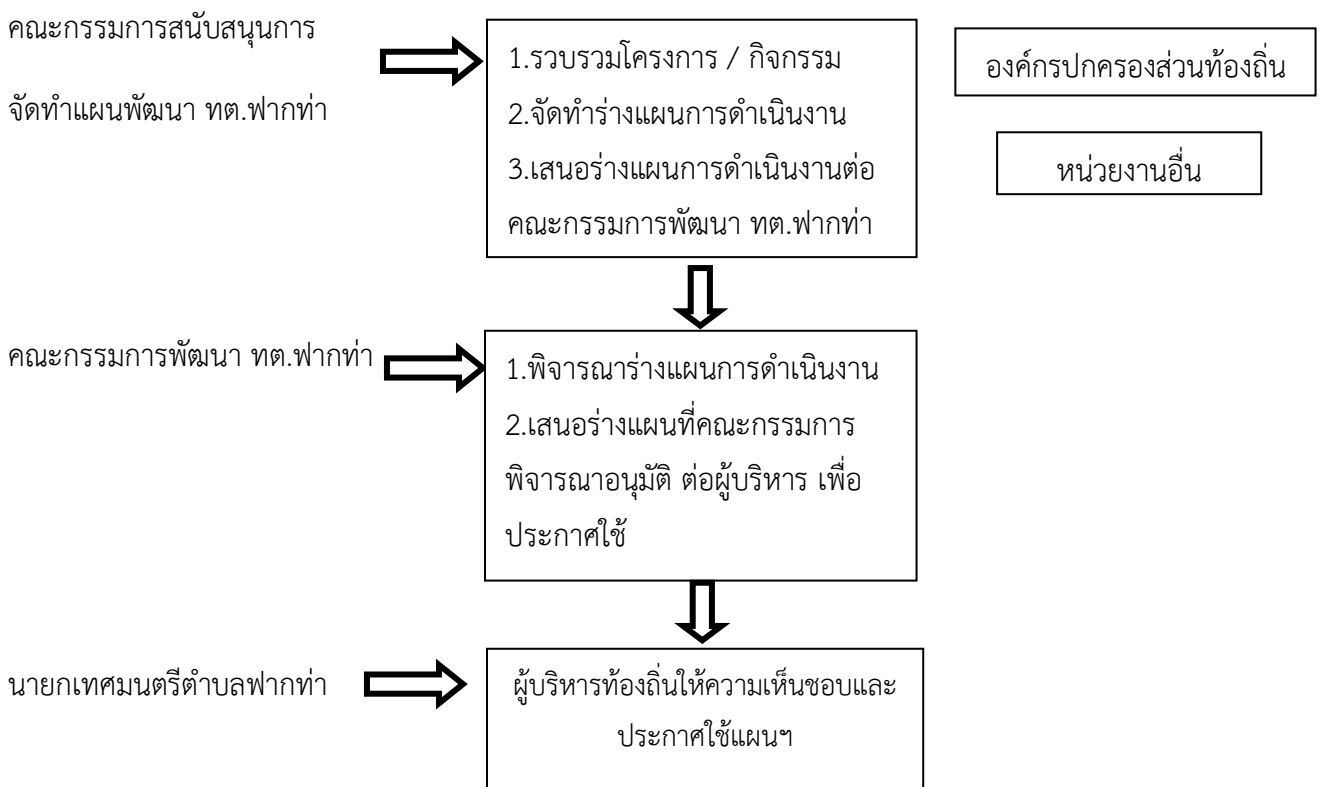 คณะกรรมการสนับสนุนการ
จัดทำแผนพัฒนา ทต.ฟากท่า
1.รวบรวมโครงการ / กิจกรรม
2.จัดทำร่างแผนการดำเนินงาน
3.เสนอร่างแผนการดำเนินงานต่อ
คณะกรรมการพัฒนา ทต.ฟากท่า
องค์กรปกครองส่วนท้องถิ่น
หน่วยงานอื่น
คณะกรรมการพัฒนา ทต.ฟากท่า
1.พิจารณาร่างแผนการดำเนินงาน
2.เสนอร่างแผนที่คณะกรรมการ
พิจารณาอนุมัติ ต่อผู้บริหาร เพื่อ
ประกาศใช้
นายกเทศมนตรีตำบลฟากท่า
ผู้บริหารท้องถิ่นให้ความเห็นชอบและ
ประกาศใช้แผนฯ